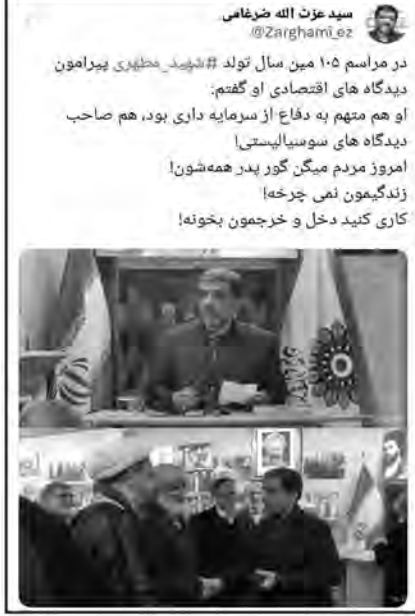 سید عزت الله ضرغامی
@Zarghami_ez
در مراسم ۱۰۵ مین سال تولد #شهید_مطهری پیرامون
دیدگاه های اقتصادی او گفتم:
او هم متهم به دفاع از سرمایه داری بود، هم صاحب
دیدگاه های سوسیالیستی!
امروز مردم میگن گور پدر همه‌شون!
زندگیمون نمی چرخه!
کاری کنید دخل و خرجمون بخونه!